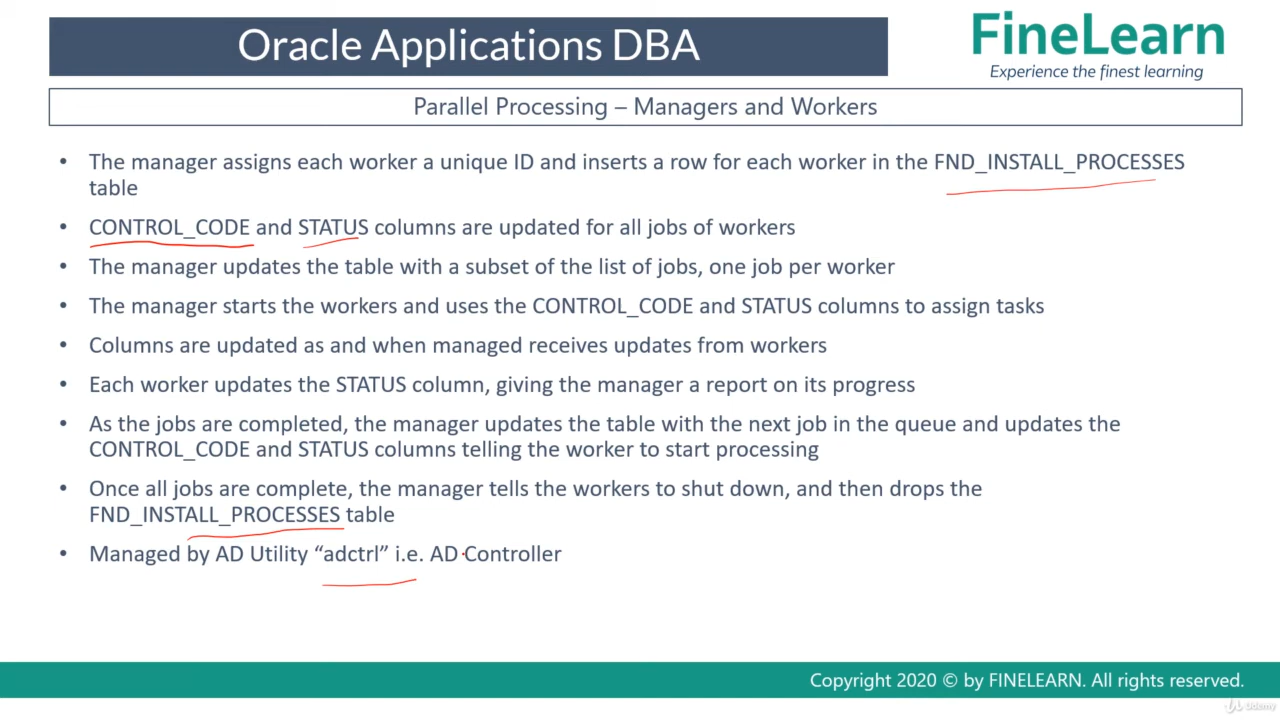 Oracle Applications DBA
FineLearn
Experience the finest learning
Parallel Processing – Managers and Workers
• The manager assigns each worker a unique ID and inserts a row for each worker in the FND_INSTALL_PROCESSES
table
• CONTROL_CODE and STATUS columns are updated for all jobs of workers
• The manager updates the table with a subset of the list of jobs, one job per worker
• The manager starts the workers and uses the CONTROL_CODE and STATUS columns to assign tasks
• Columns are updated as and when managed receives updates from workers
• Each worker updates the STATUS column, giving the manager a report on its progress
• As the jobs are completed, the manager updates the table with the next job in the queue and updates the
CONTROL_CODE and STATUS columns telling the worker to start processing
• Once all jobs are complete, the manager tells the workers to shut down, and then drops the
FND_INSTALL_PROCESSES table
• Managed by AD Utility “adctrl” i.e. AD Controller
Copyright 2020 © by FINELEARN. All rights reserved.
Udemy